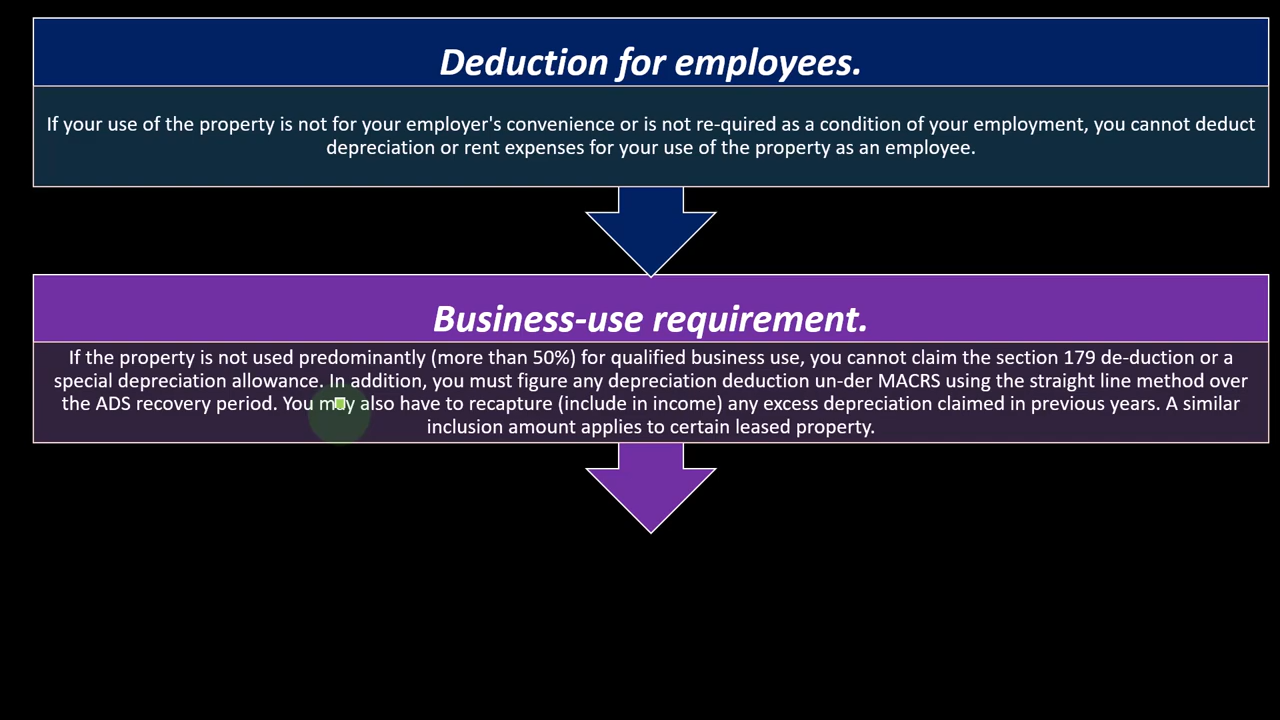 Deduction for employees.
If your use of the property is not for your employer's convenience or is not re-quired as a condition of your employment, you cannot deduct
depreciation or rent expenses for your use of the property as an employee.
Business-use requirement.
If the property is not used predominantly (more than 50%) for qualified business use, you cannot claim the section 179 de-duction or a
special depreciation allowance. In addition, you must figure any depreciation deduction un-der MACRS using the straight line method over
the ADS recovery period. You may also have to recapture (include in income) any excess depreciation claimed in previous years. A similar
inclusion amount applies to certain leased property.